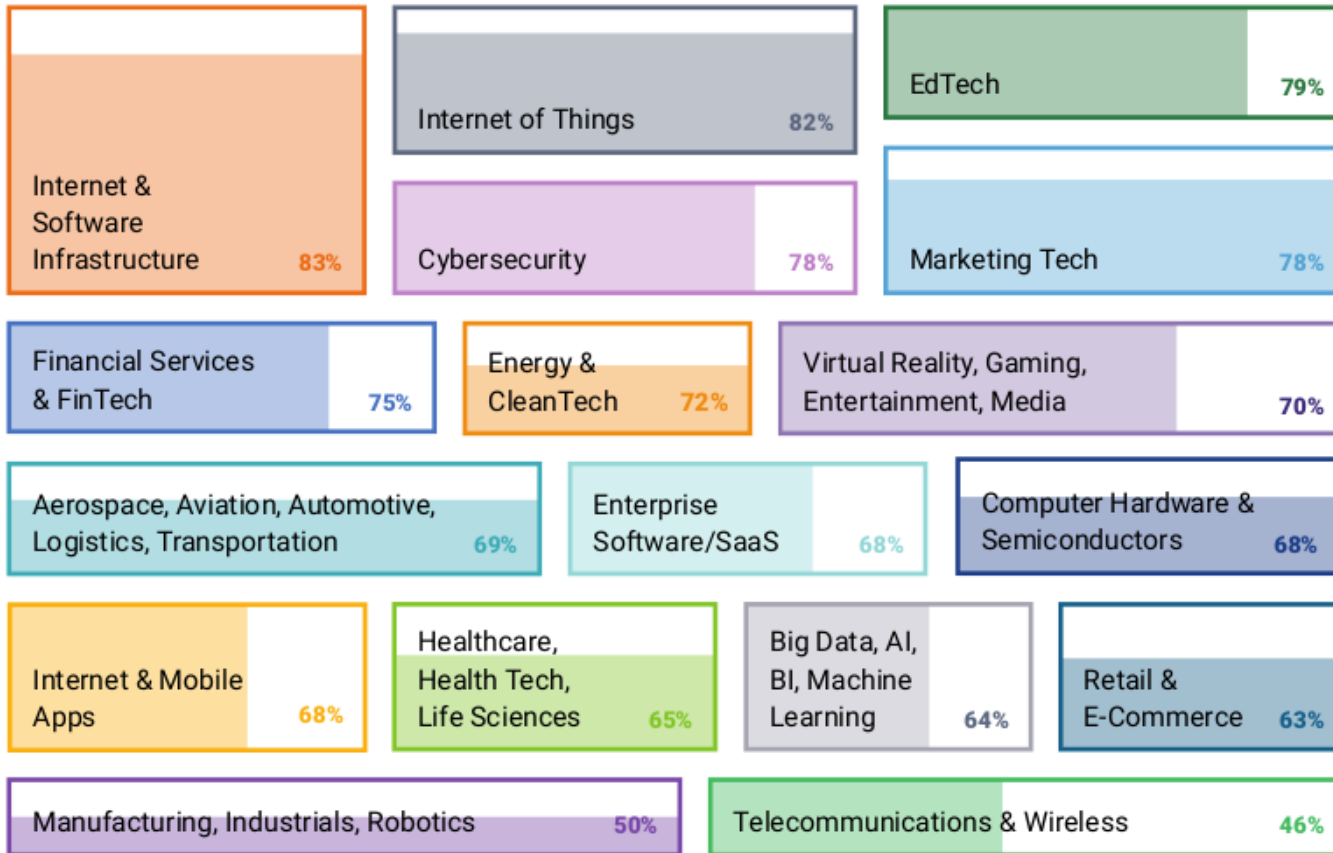 Internet &
Software
Infrastructure 83%
Internet of Things 82%
EdTech 79%
Cybersecurity 78%
Marketing Tech 78%
Financial Services
& FinTech 75%
Energy &
CleanTech 72%
Virtual Reality, Gaming,
Entertainment, Media 70%
Aerospace, Aviation, Automotive,
Logistics, Transportation 69%
Enterprise
Software/SaaS 68%
Computer Hardware &
Semiconductors 68%
Internet & Mobile
Apps 68%
Healthcare,
Health Tech,
Life Sciences 65%
Big Data, AI,
BI, Machine
Learning 64%
Retail &
E-Commerce 63%
Manufacturing, Industrials, Robotics 50%
Telecommunications & Wireless 46%